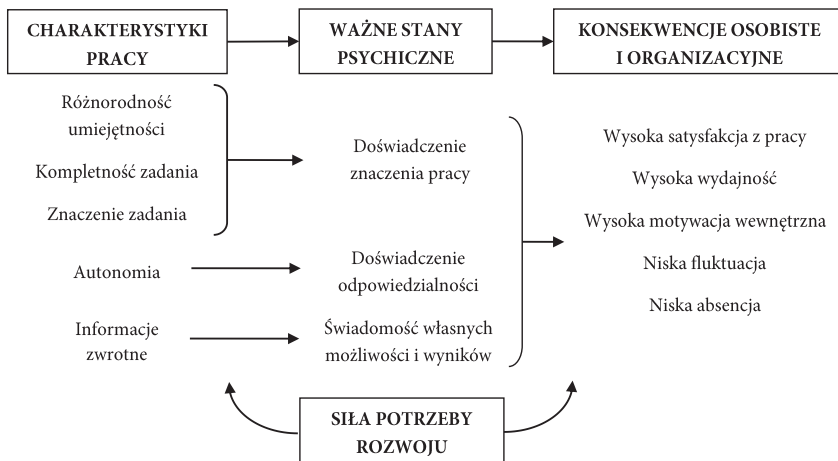 CHARAKTERYSTYKI
PRACY
WAŻNE STANY
PSYCHICZNE
KONSEKWENCJE OSOBISTE
I ORGANIZACYJNE
Różnorodność
umiejętności
Kompletność zadania
Znaczenie zadania
Autonomia
Informacje
zwrotne
Doświadczenie
znaczenia pracy
Doświadczenie
odpowiedzialności
Świadomość własnych
możliwości i wyników
Wysoka satysfakcja z pracy
Wysoka wydajność
Wysoka motywacja wewnętrzna
Niska fluktuacja
Niska absencja
SIŁA POTRZEBY
ROZWOJU